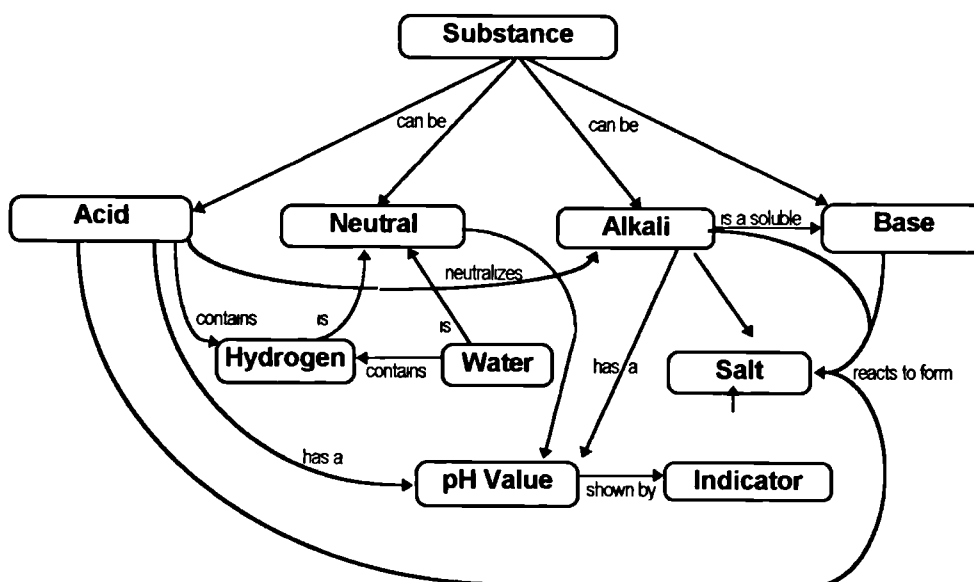 Substance
can be
can be
Acid
Neutral
Alkali
is a soluble
Base
neutralizes
contains
is
is
Hydrogen
contains
Water
has a
Salt
reacts to form
has a
pH Value
shown by
Indicator